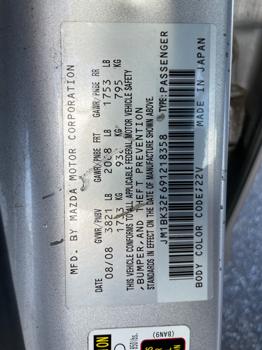 MFD. BY MAZDA MOTOR CORPORATION
DATE GVWR/PNBV GAWR/PNBE FRT GAWR/PNBE RR
08/08 3821 LB 2068 LB 1753 LB
1733 KG 938 KG 795 KG
THIS VEHICLE CONFORMS TO ALL APPLICABLE FEDERAL MOTOR VEHICLE SAFETY
, BUMPER, AND THEFT PREVENTION
STANDARDS IN EFFECT ON THE DATE OF MANUFACTURE SHOWN ABOVE.
JM1BK32F691218358 TYPE:PASSENGER
BODY COLOR CODE:22V MADE IN JAPAN
(BAN9)